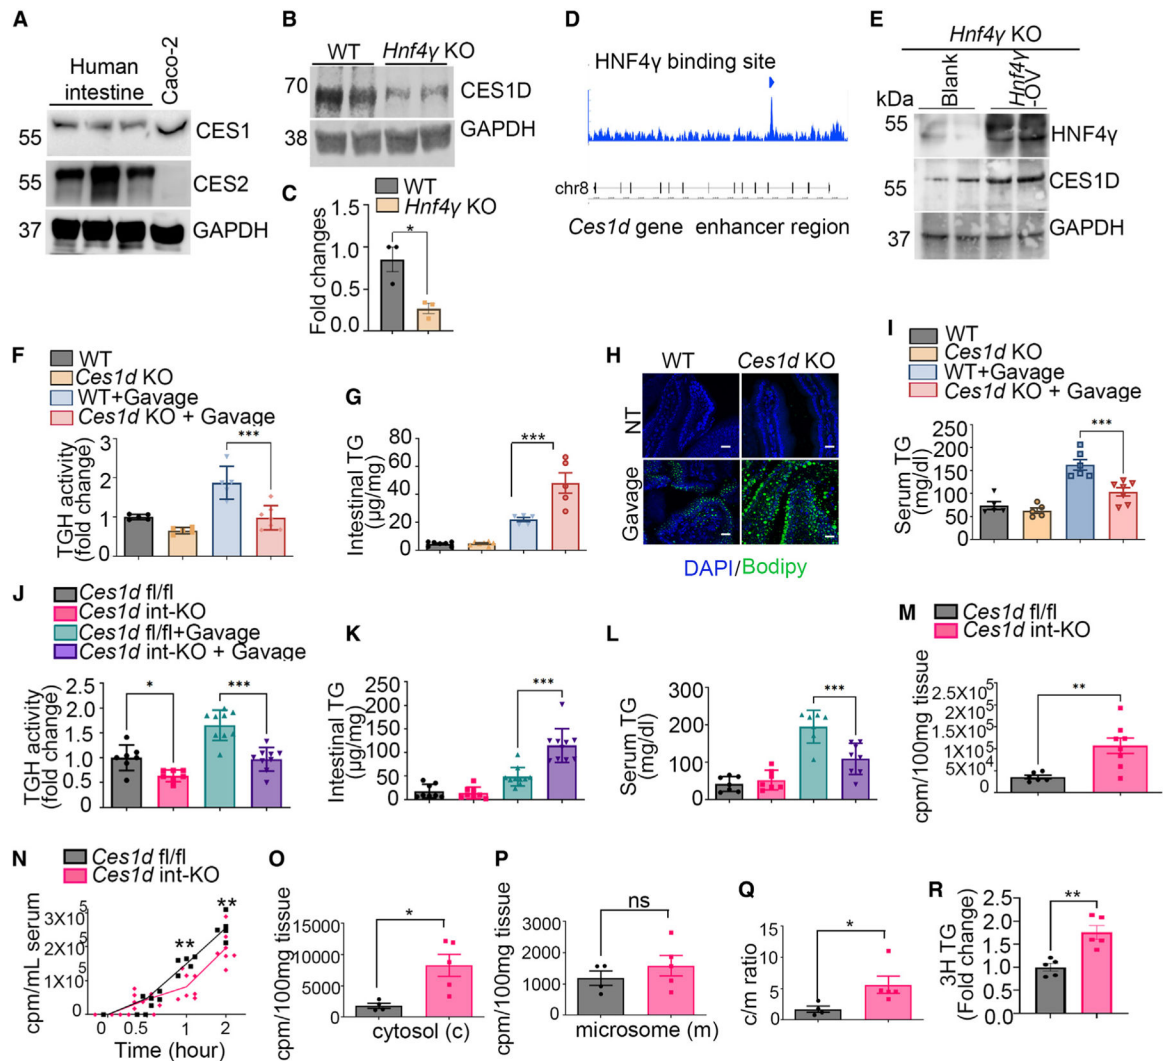 A
Human
intestine
Caco-2
55
CES1
55
CES2
37
GAPDH
B
WT
Hnf4γ KO
70
CES1D
38
GAPDH
C
WT
Hnf4γ KO
Fold changes
1.5
1.0
0.5
0.0
*
D
HNF4γ binding site
chr8
Ces1d gene enhancer region
E
Hnf4γ KO
kDa
Blank
Hnf4γ
-OV
55
HNF4γ
55
CES1D
37
GAPDH
F
WT
Ces1d KO
WT+Gavage
Ces1d KO + Gavage
TGH activity
(fold change)
3
2
1
0
***
G
Intestinal TG
(µg/mg)
80
60
40
20
0
***
H
WT
Ces1d KO
NT
Gavage
DAPI/Bodipy
I
WT
Ces1d KO
WT+Gavage
Ces1d KO + Gavage
Serum TG
(mg/dl)
250
200
150
100
50
0
***
J
Ces1d fl/fl
Ces1d int-KO
Ces1d fl/fl+Gavage
Ces1d int-KO + Gavage
TGH activity
(fold change)
2.0
1.5
1.0
0.5
0
*
***
K
Intestinal TG
(µg/mg)
250
200
150
100
50
0
***
L
Serum TG
(mg/dl)
300
200
100
0
***
M
Ces1d fl/fl
Ces1d int-KO
cpm/100mg tissue
2.5X10⁵
2X10⁵
1X10⁵
5X10⁴
0
**
N
Ces1d fl/fl
Ces1d int-KO
cpm/mL serum
3X10⁵
2X10⁵
1X10⁵
0
**
**
0
0.5
1
2
Time (hour)
O
cpm/100mg tissue
15000
10000
5000
0
*
cytosol (c)
P
cpm/100mg tissue
3000
2000
1000
0
ns
microsome (m)
Q
c/m ratio
15
10
5
0
*
R
3H TG
(Fold change)
2.5
2.0
1.5
1.0
0.5
0.0
**